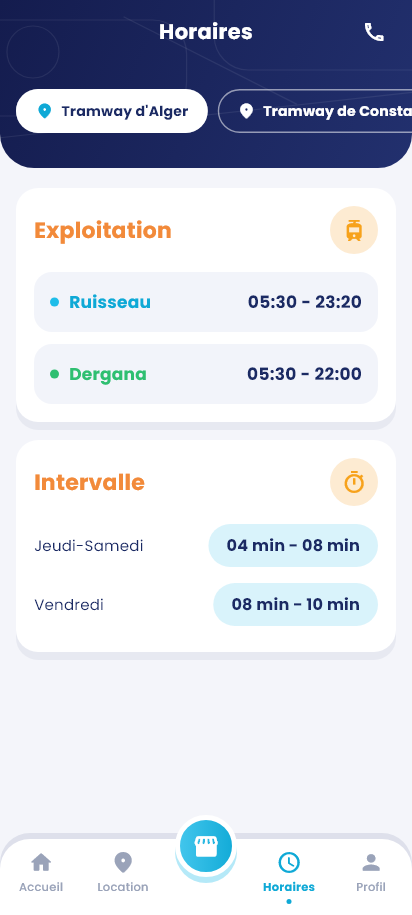 Horaires
Tramway d'Alger
Tramway de Consta
Exploitation
Ruisseau 05:30 - 23:20
Dergana 05:30 - 22:00
Intervalle
Jeudi-Samedi 04 min - 08 min
Vendredi 08 min - 10 min
Accueil Location Horaires Profil